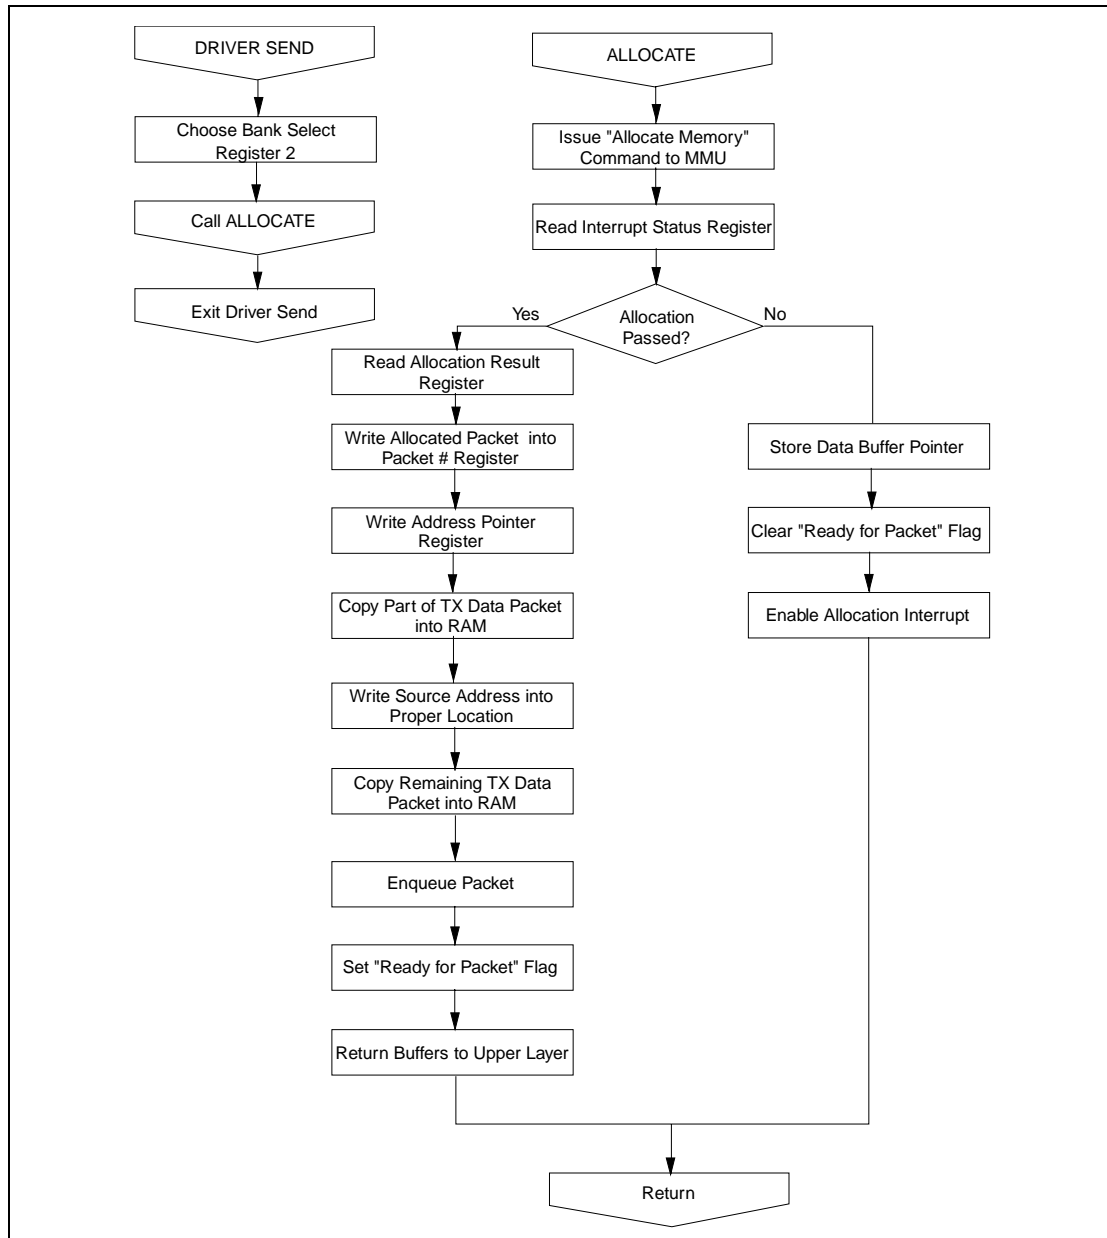 DRIVER SEND
Choose Bank Select
Register 2
Call ALLOCATE
Exit Driver Send
ALLOCATE
Issue "Allocate Memory"
Command to MMU
Read Interrupt Status Register
Allocation
Passed?
Yes
No
Read Allocation Result
Register
Write Allocated Packet into
Packet # Register
Write Address Pointer
Register
Copy Part of TX Data Packet
into RAM
Write Source Address into
Proper Location
Copy Remaining TX Data
Packet into RAM
Enqueue Packet
Set "Ready for Packet" Flag
Return Buffers to Upper Layer
Store Data Buffer Pointer
Clear "Ready for Packet" Flag
Enable Allocation Interrupt
Return